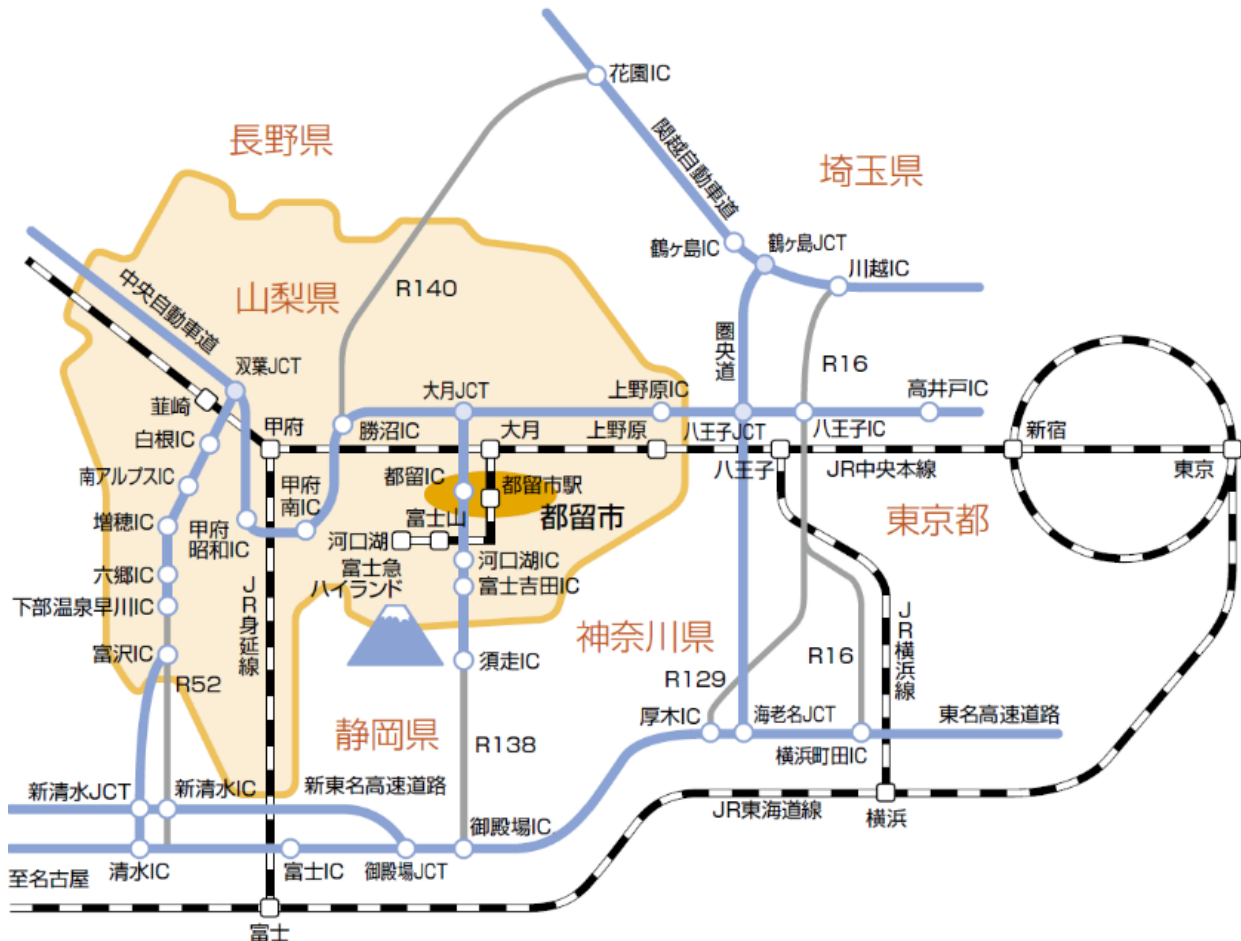 花園IC
長野県
関越自動車道
埼玉県
鶴ヶ島IC
鶴ヶ島JCT
川越IC
中央自動車道
山梨県
R140
圏央道
R16
双葉JCT
大月JCT
上野原IC
高井戸IC
韮崎
白根IC
甲府
勝沼IC
大月
上野原
八王子JCT
八王子IC
新宿
八王子
JR中央本線
東京
南アルプスIC
甲府
南IC
都留IC
都留市駅
都留市
東京都
増穂IC
甲府
昭和IC
富士山
河口湖
河口湖IC
六郷IC
富士急
ハイランド
富士吉田IC
下部温泉早川IC
JR身延線
神奈川県
JR横浜線
富沢IC
須走IC
R52
R129
R16
静岡県
厚木IC
海老名JCT
東名高速道路
R138
横浜町田IC
新清水JCT
新清水IC
新東名高速道路
JR東海道線
横浜
御殿場IC
清水IC
富士IC
御殿場JCT
至名古屋
富士